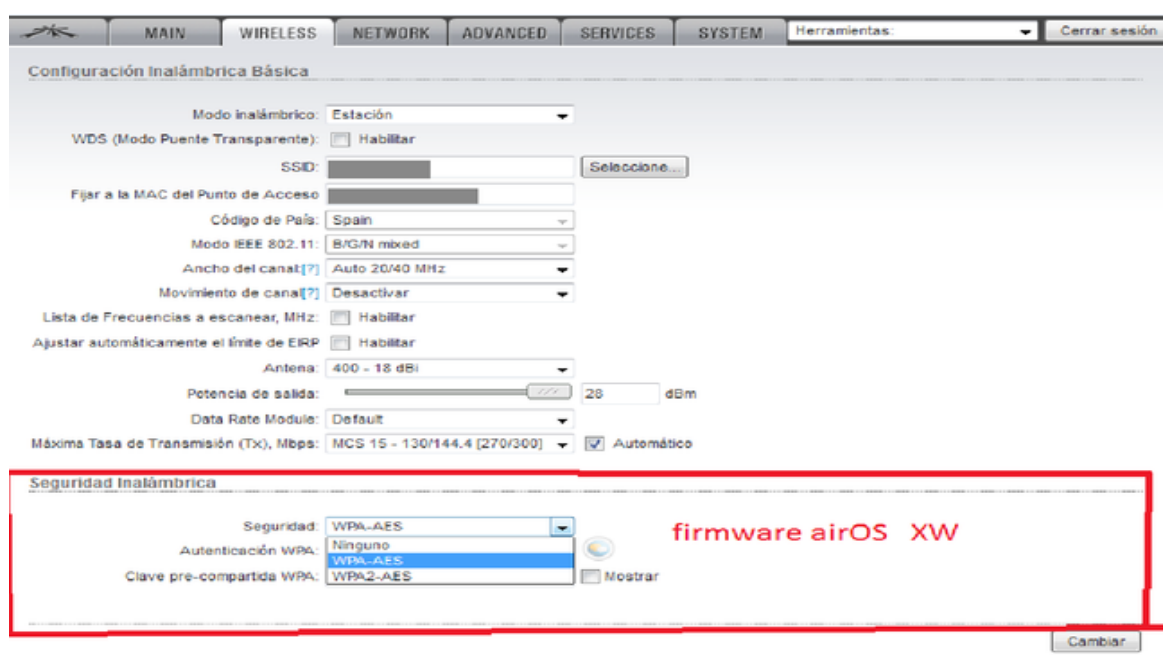 MAIN WIRELESS NETWORK ADVANCED SERVICES SYSTEM Herramientas: Cerrar sesión
Configuración Inalámbrica Básica
Modo inalámbrico: Estación
WDS (Modo Puente Transparente): Habilitar
SSID: Seleccione...
Fijar a la MAC del Punto de Acceso
Código de País: Spain
Modo IEEE 802.11: B/G/N mixed
Ancho del canal:[?] Auto 20/40 MHz
Movimiento de canal[?] Desactivar
Lista de Frecuencias a escanear, MHz: Habilitar
Ajustar automáticamente el límite de EIRP Habilitar
Antena: 400 - 18 dBi
Potencia de salida: 28 dBm
Data Rate Module: Default
Máxima Tasa de Transmisión (Tx), Mbps: MCS 15 - 130/144.4 [270/300] Automático
Seguridad Inalámbrica
Seguridad: WPA-AES
firmware airOS XW
Autenticación WPA: Ninguno
WPA-AES
Clave pre-compartida WPA: WPA2-AES Mostrar
Cambiar